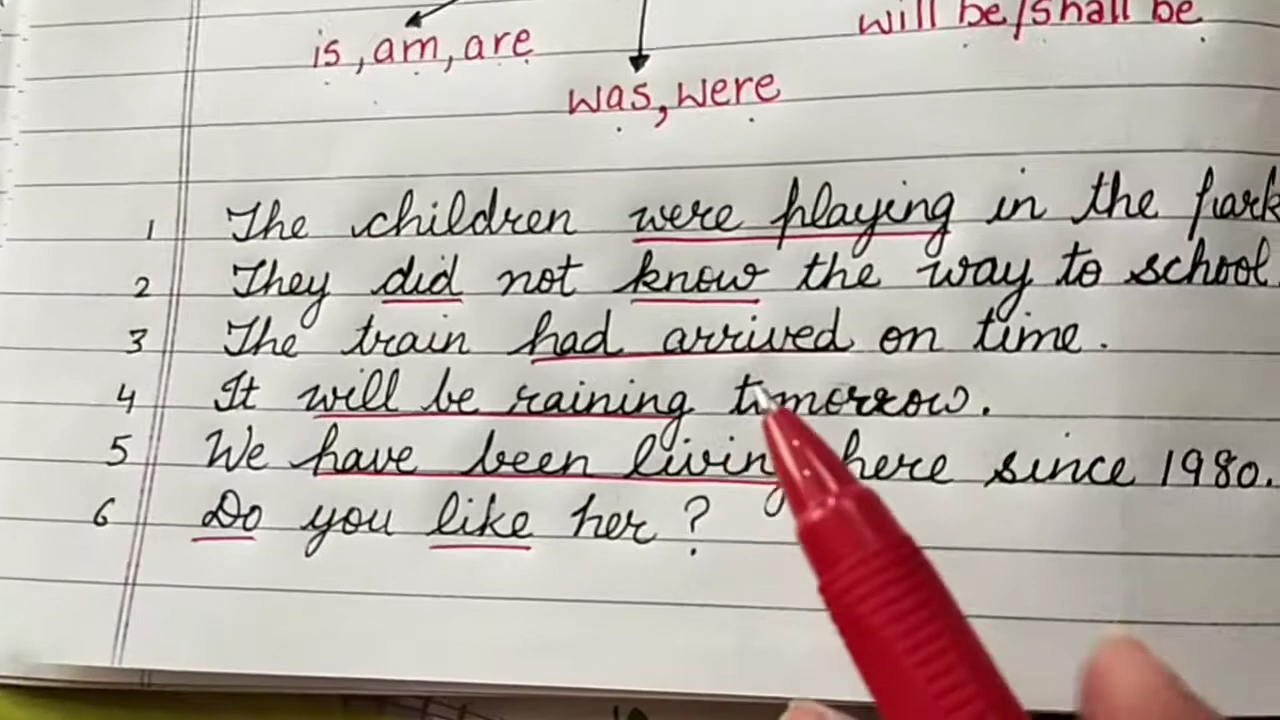 will be/shall be
is, am, are
was, were
1 The children were playing in the park
2 They did not know the way to school.
3 The train had arrived on time.
4 It will be raining tomorrow.
5 We have been living here since 1980.
6 Do you like her?